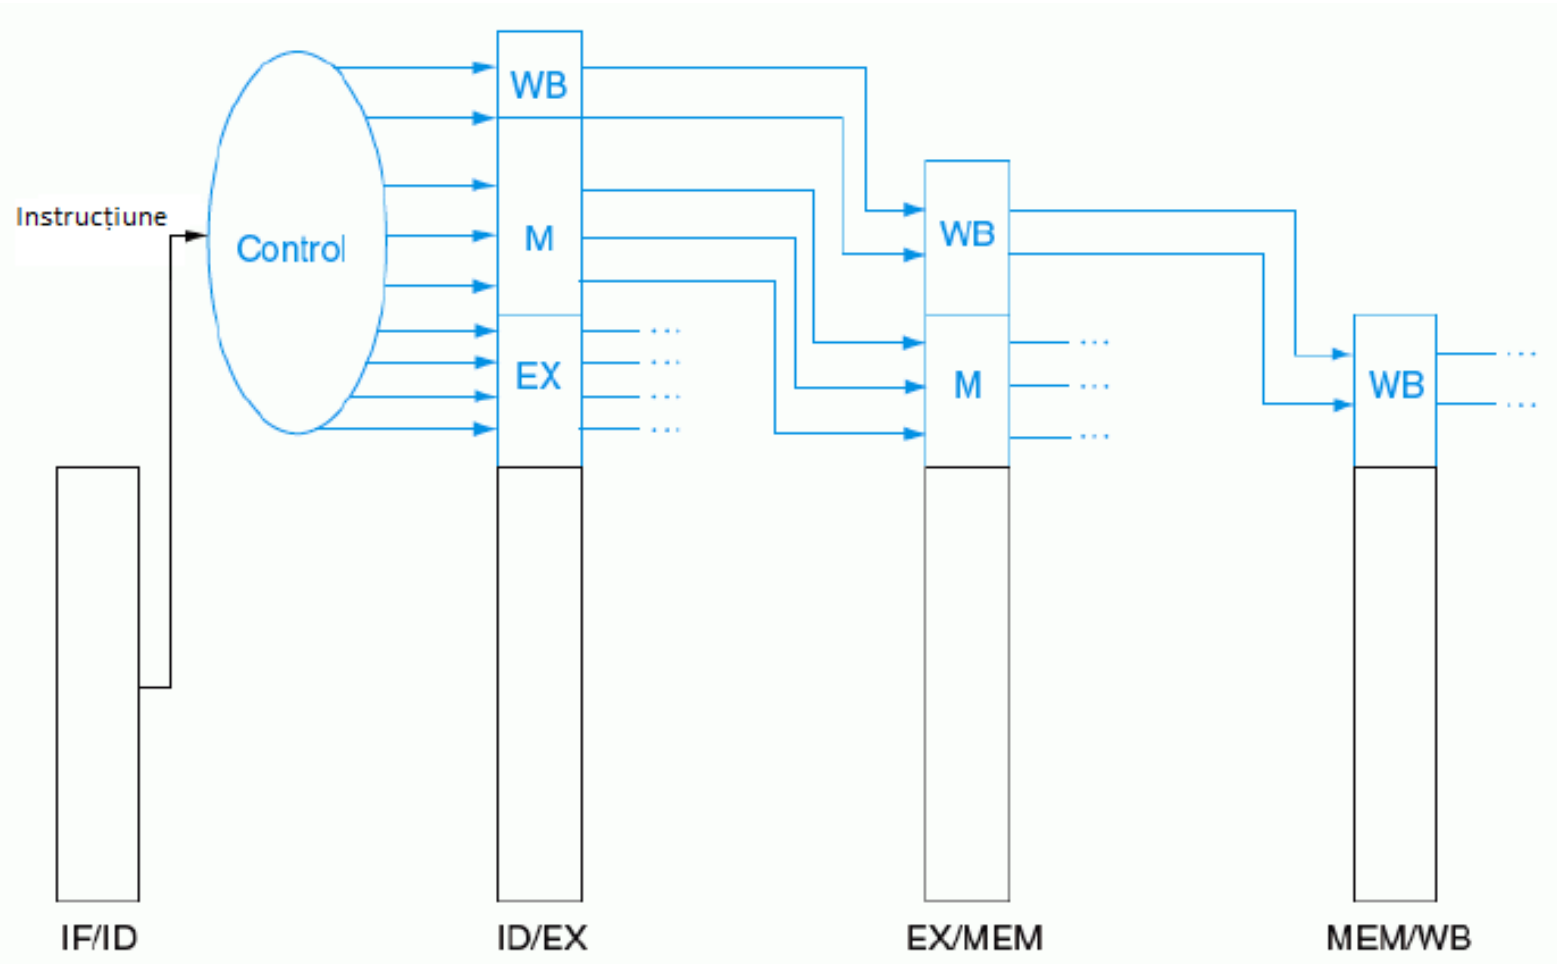 Instrucțiune
Control
WB
M
EX
...
...
...
...
WB
M
...
...
...
WB
...
...
IF/ID
ID/EX
EX/MEM
MEM/WB